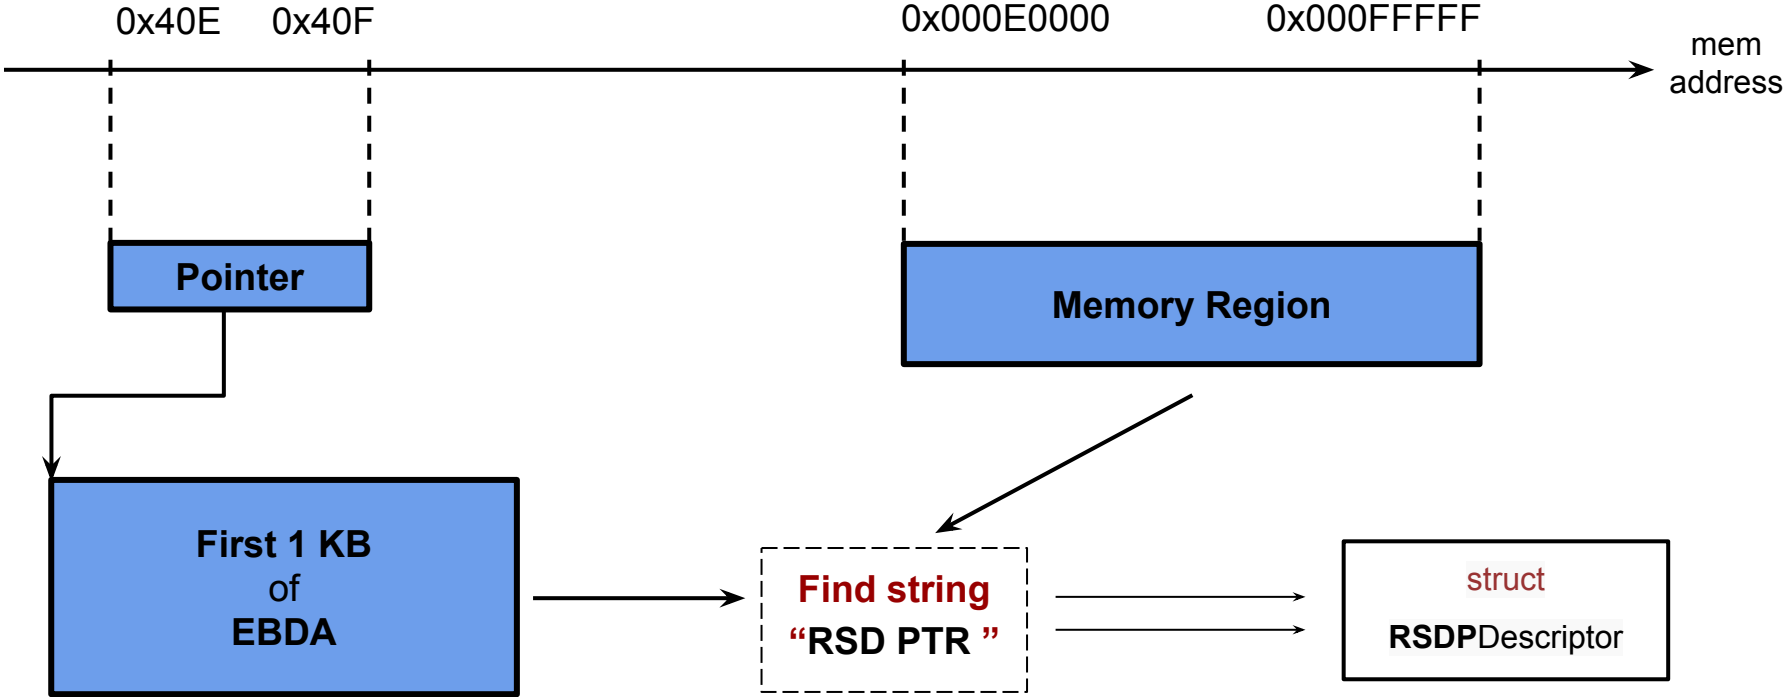 0x40E 0x40F 0x000E0000 0x000FFFFF
mem
address
Pointer
Memory Region
First 1 KB
of
EBDA
Find string
“RSD PTR ”
struct
RSDPDescriptor